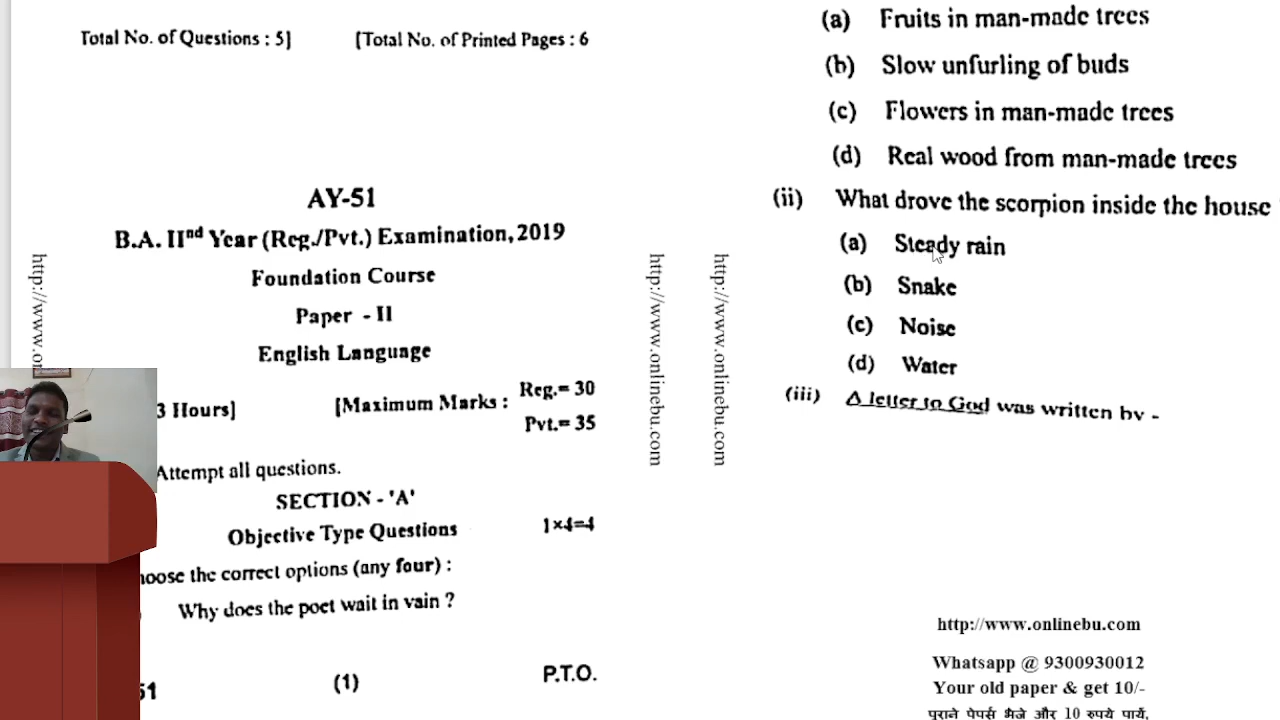 Total No. of Questions : 5] [Total No. of Printed Pages : 6
AY-51
B.A. IInd Year (Reg./Pvt.) Examination, 2019
Foundation Course
Paper - II
English Language
3 Hours] [Maximum Marks : Reg.= 30
Pvt.= 35
Attempt all questions.
SECTION - 'A'
Objective Type Questions 1×4=4
hoose the correct options (any four) :
Why does the poet wait in vain ?
51 (1) P.T.O.
http://www.o
http://www.onlinebu.com
http://www.onlinebu.com
(a) Fruits in man-made trees
(b) Slow unfurling of buds
(c) Flowers in man-made trees
(d) Real wood from man-made trees
(ii) What drove the scorpion inside the house
(a) Steady rain
(b) Snake
(c) Noise
(d) Water
(iii) A letter to God was written by -
http://www.onlinebu.com
Whatsapp @ 9300930012
Your old paper & get 10/-
पुराने पेपर्स भेजे और 10 रुपये पायें,